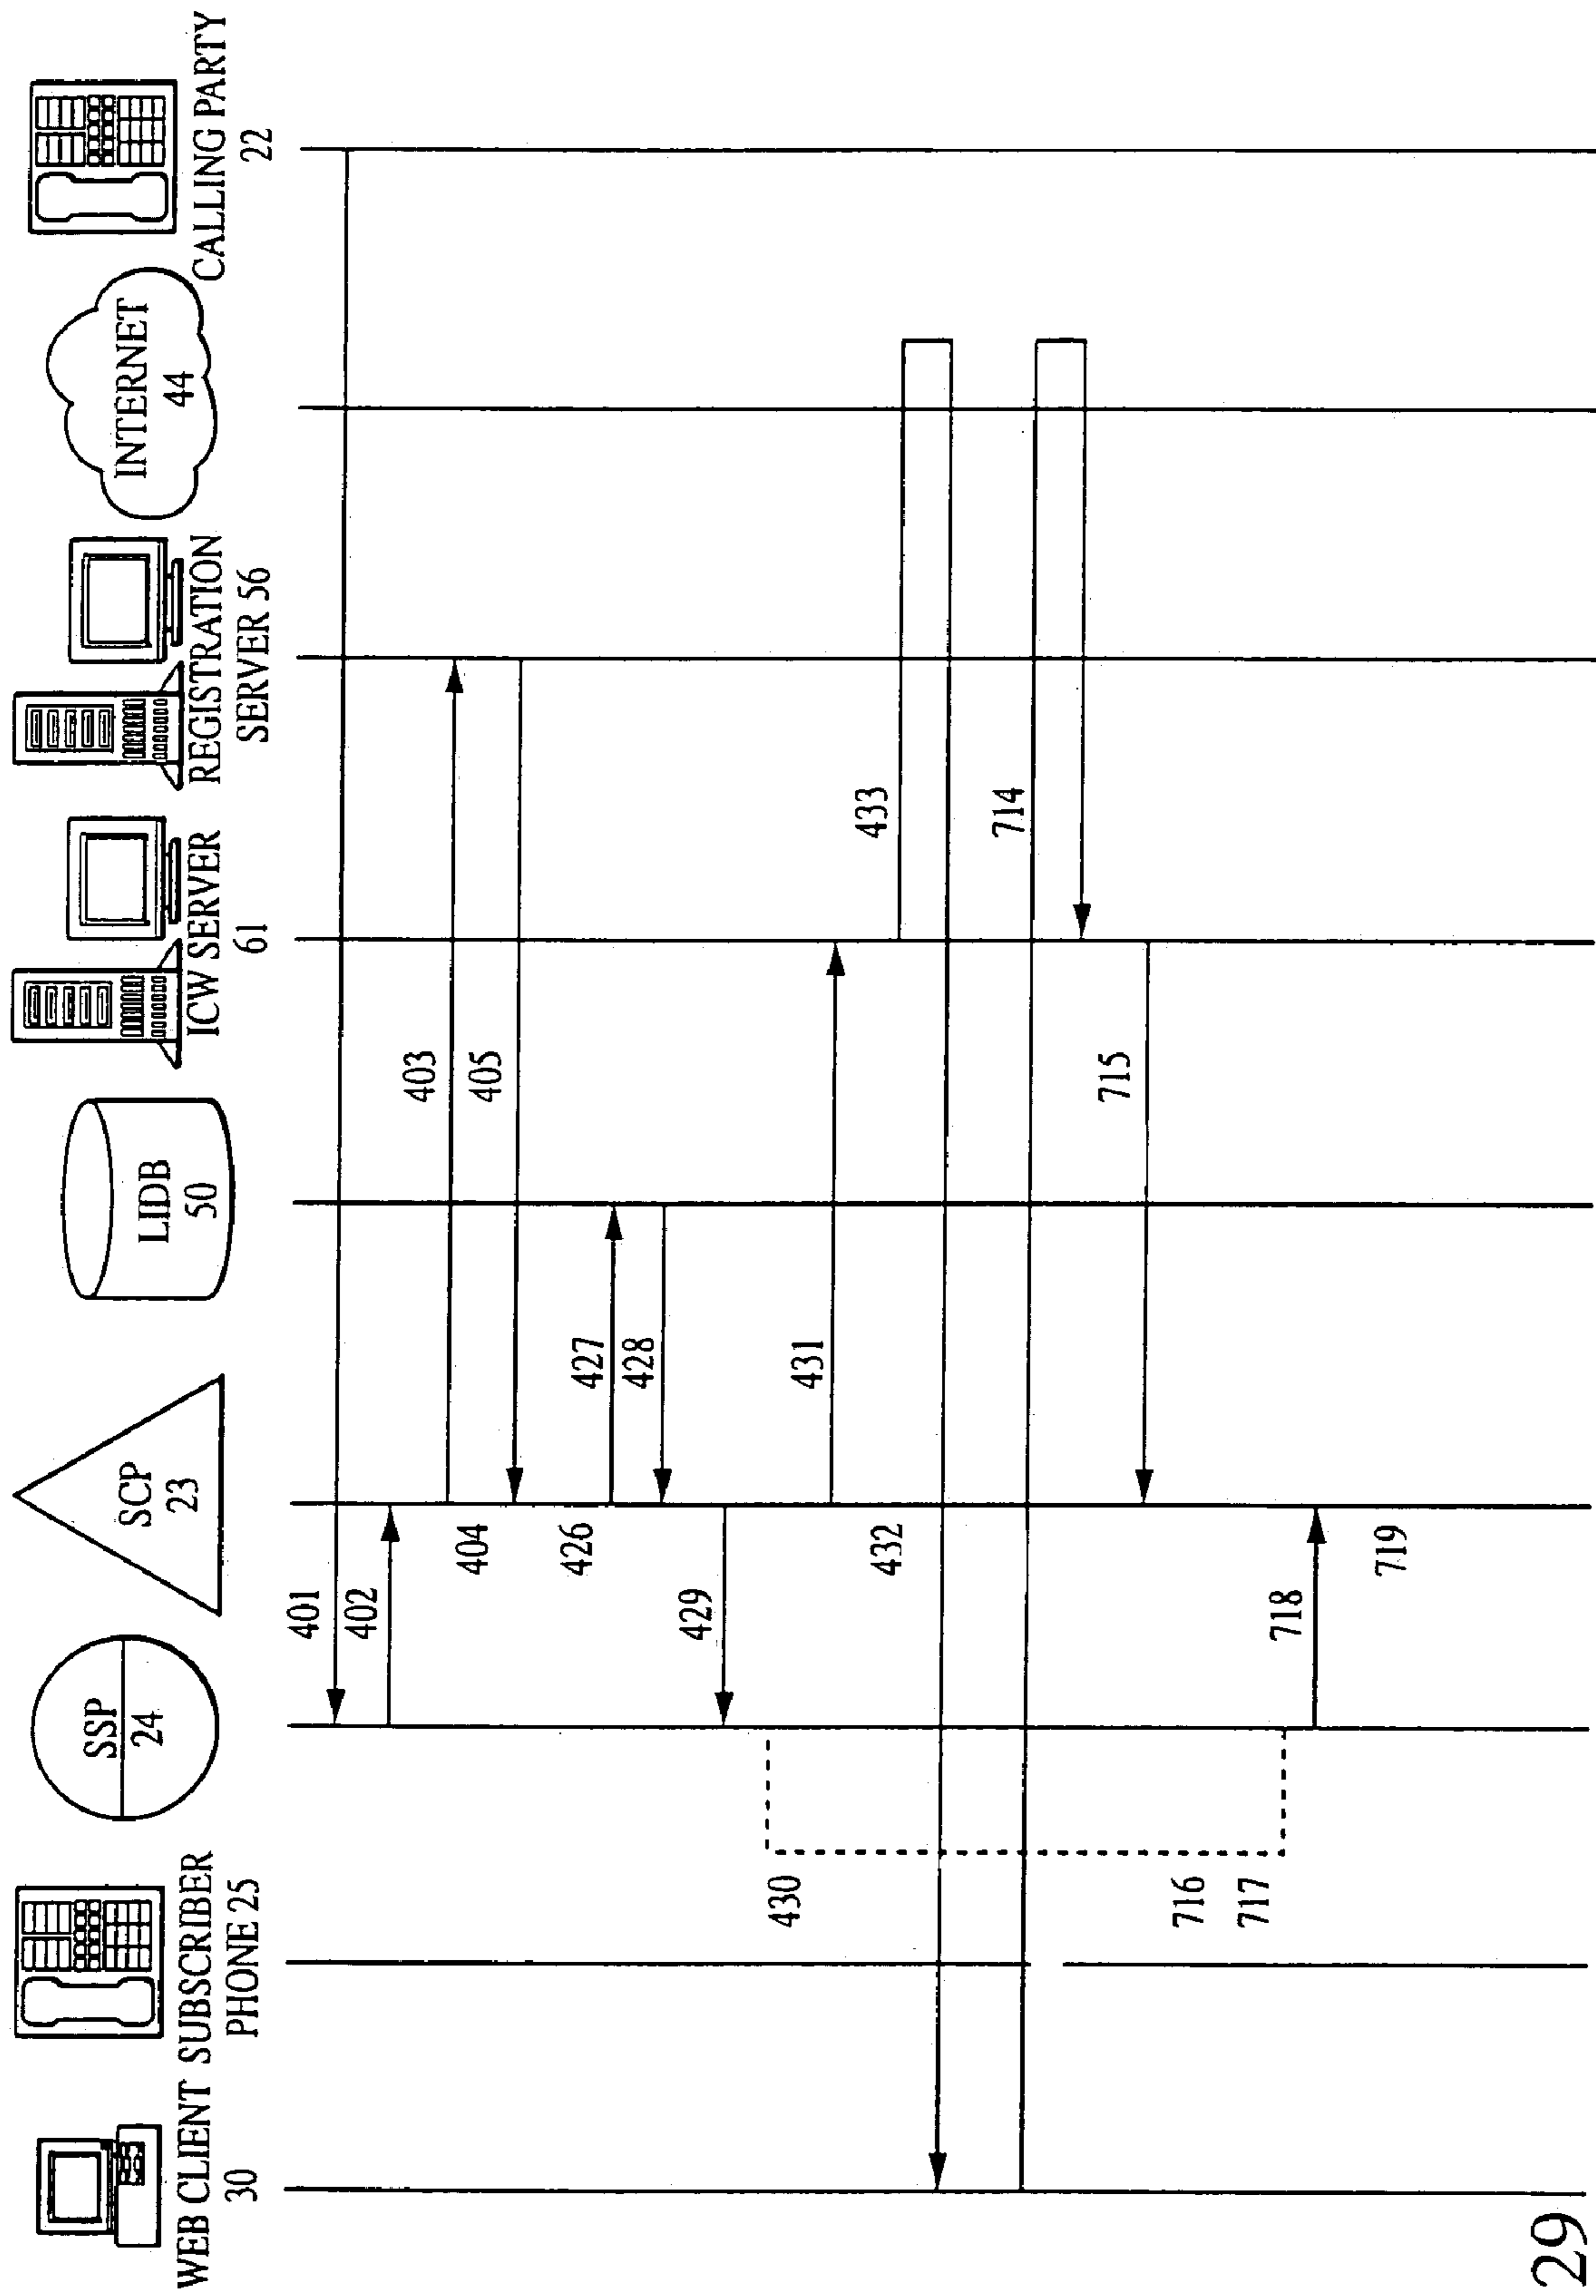 WEB CLIENT
30
SUBSCRIBER
PHONE 25
SSP
24
SCP
23
LIDB
50
ICW SERVER
61
REGISTRATION
SERVER 56
INTERNET
44
CALLING PARTY
22
401
402
403
404
405
426
427
428
429
430
431
432
433
714
715
716
717
718
719
29